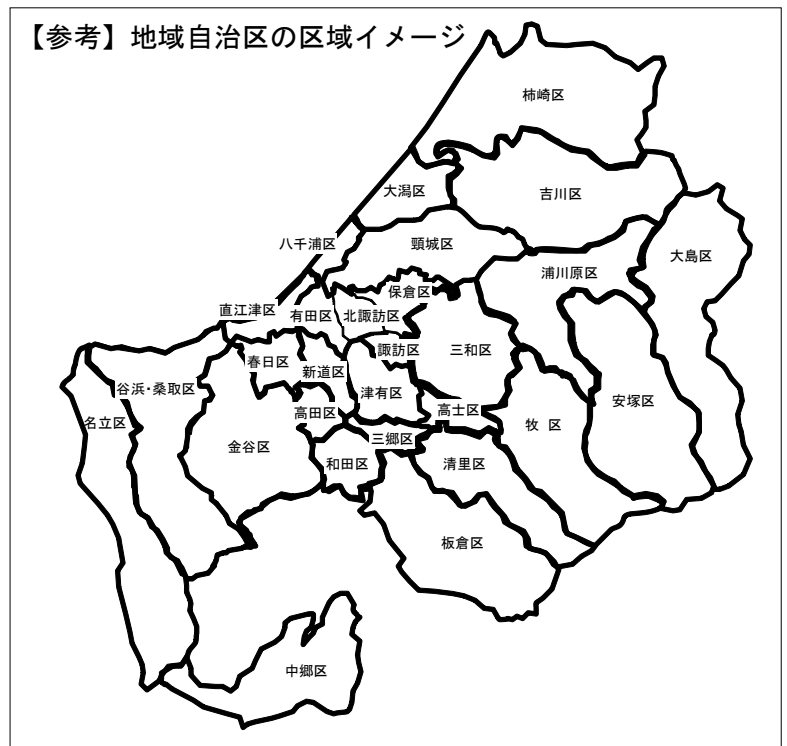 【参考】地域自治区の区域イメージ
柿崎区
大潟区
吉川区
八千浦区
頸城区
大島区
浦川原区
保倉区
直江津区
有田区
北諏訪区
諏訪区
三和区
春日区
新道区
谷浜・桑取区
津有区
安塚区
名立区
高田区
高士区
牧 区
金谷区
三郷区
和田区
清里区
板倉区
中郷区